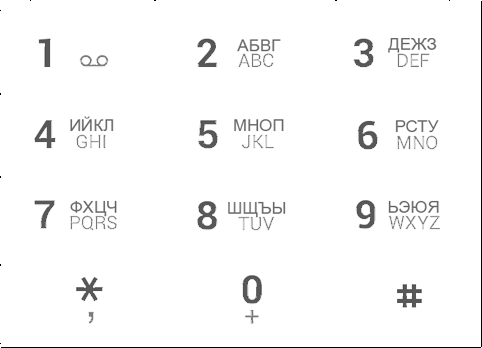 1
2 АБВГ
ABC
3 ДЕЖЗ
DEF
4 ИЙКЛ
GHI
5 МНОП
JKL
6 РСТУ
MNO
7 ФХЦЧ
PQRS
8 ШЩЪЫ
TUV
9 ЬЭЮЯ
WXYZ
*
,
0
+
#